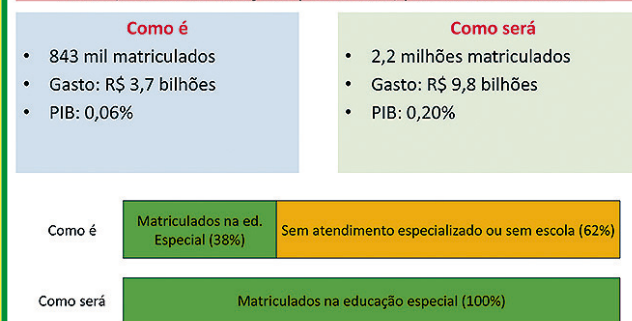 Como é
• 843 mil matriculados
• Gasto: R$ 3,7 bilhões
• PIB: 0,06%
Como será
• 2,2 milhões matriculados
• Gasto: R$ 9,8 bilhões
• PIB: 0,20%
Como é
Matriculados na ed.
Especial (38%)
Sem atendimento especializado ou sem escola (62%)
Como será
Matriculados na educação especial (100%)